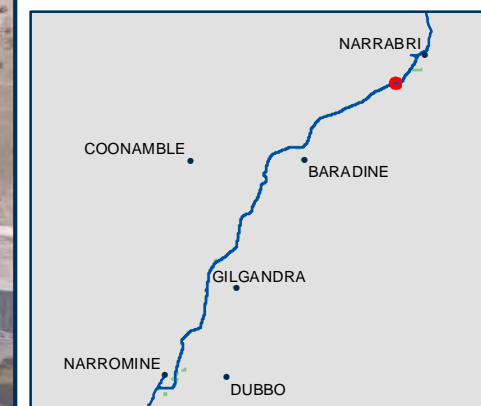 NARRABRI
COONAMBLE
BARADINE
GILGANDRA
NARROMINE
DUBBO